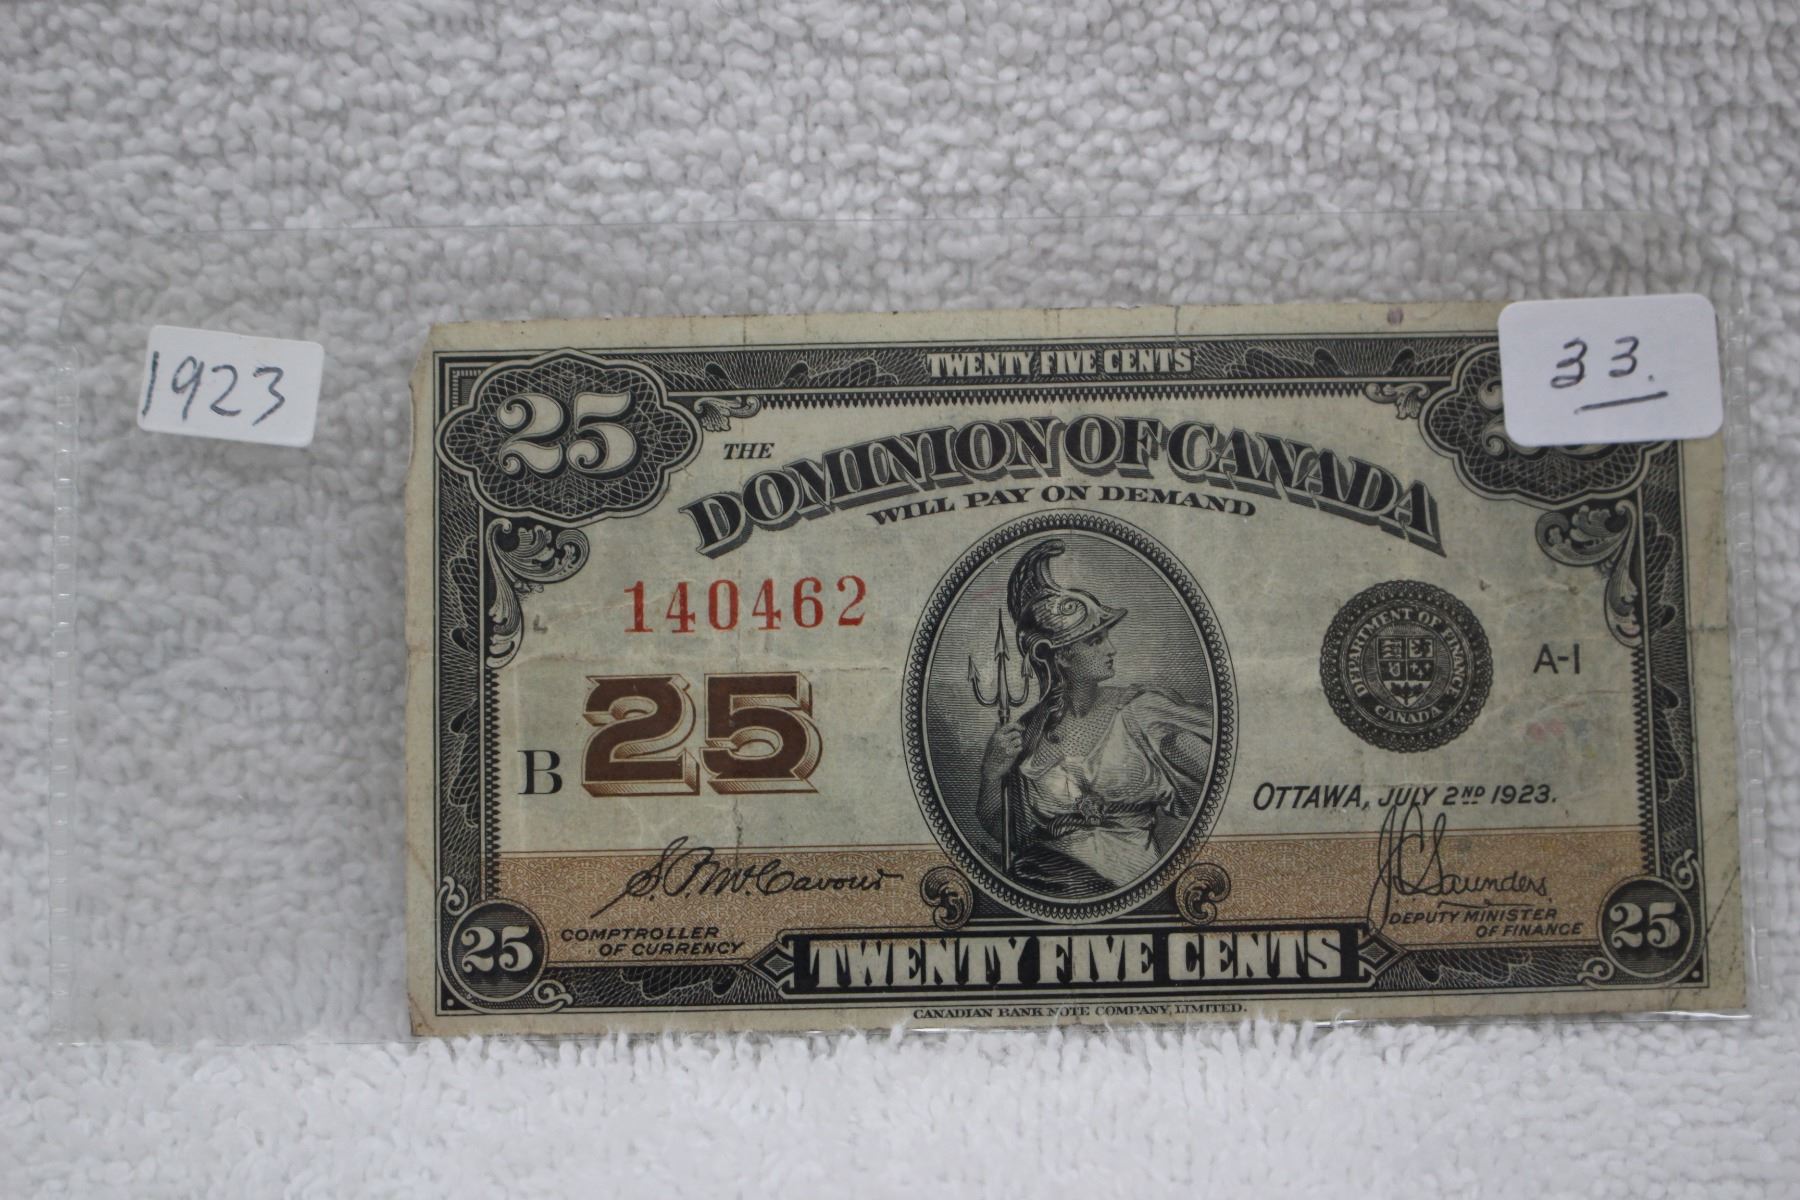 1923
33.
TWENTY FIVE CENTS
25
THE
DOMINION OF CANADA
WILL PAY ON DEMAND
140462
DEPARTMENT OF FINANCE
CANADA
A-1
B 25
OTTAWA, JULY 2ND 1923.
S.P. McCavour
J C Saunders
COMPTROLLER
OF CURRENCY
DEPUTY MINISTER
OF FINANCE
25
TWENTY FIVE CENTS
25
CANADIAN BANK NOTE COMPANY, LIMITED.